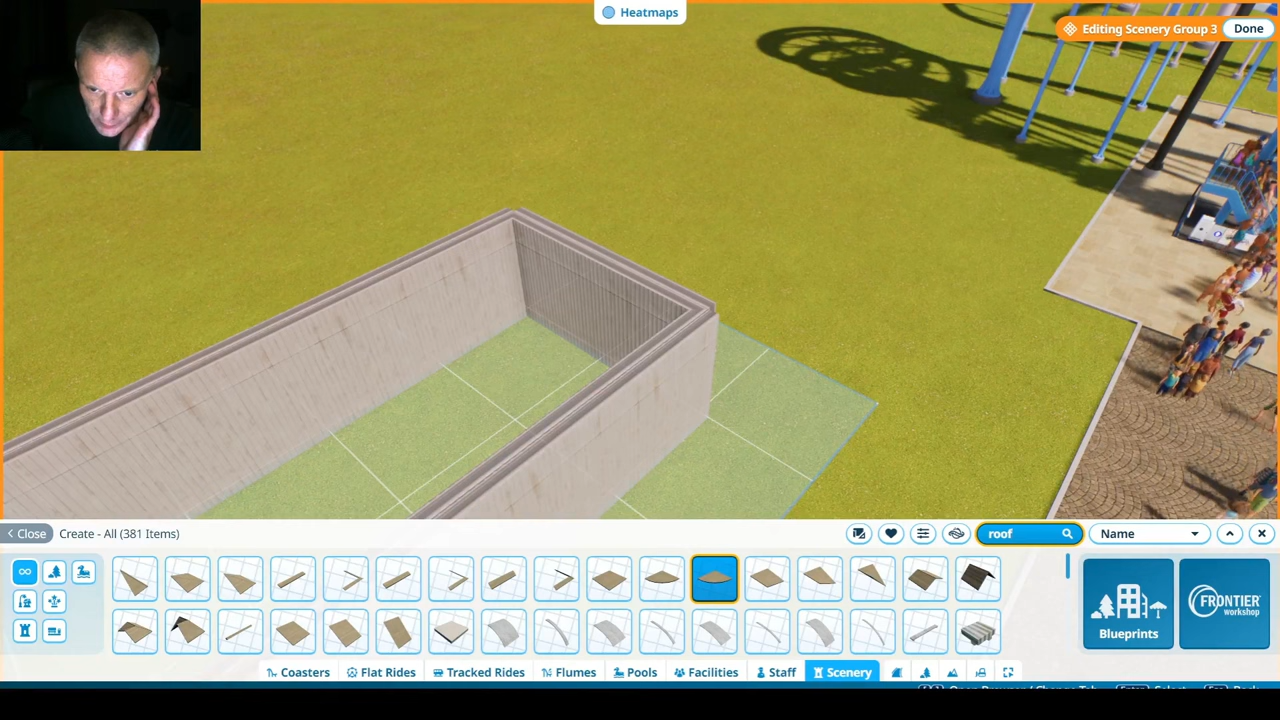 Heatmaps
Editing Scenery Group 3
Done
Close
Create - All (381 Items)
roof
Name
Blueprints
FRONTIER
workshop
Coasters
Flat Rides
Tracked Rides
Flumes
Pools
Facilities
Staff
Scenery